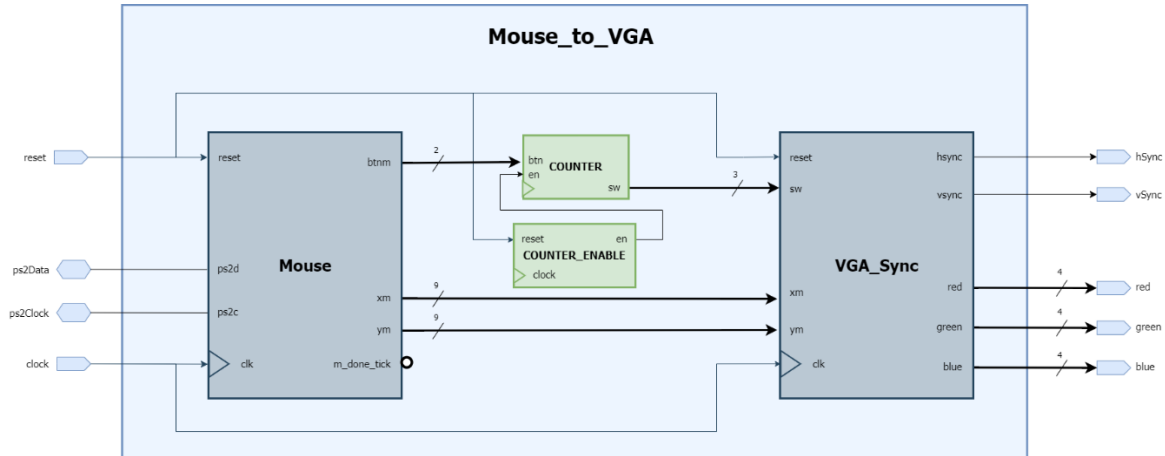 Mouse_to_VGA
reset
reset
btnm
2
btn
en
COUNTER
sw
3
reset
sw
hsync
hSync
vsync
vSync
reset
en
COUNTER_ENABLE
clock
ps2Data
ps2d
Mouse
VGA_Sync
ps2Clock
ps2c
xm
9
xm
ym
9
ym
red
4
red
green
4
green
clock
clk
m_done_tick
clk
blue
4
blue